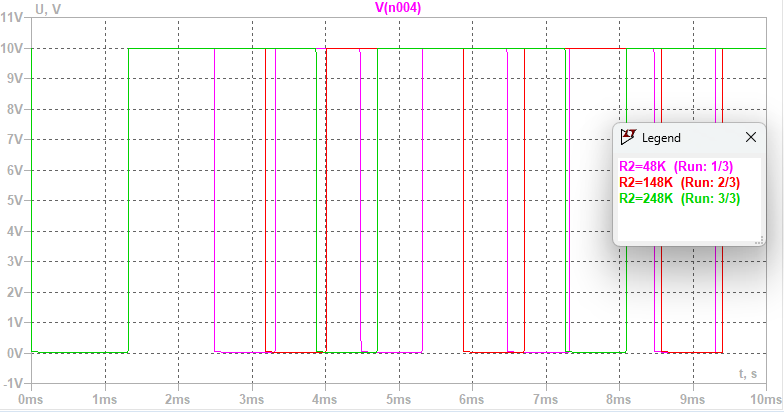 U, V
V(n004)
11V
10V
9V
8V
7V
6V
5V
4V
3V
2V
1V
0V
-1V
Legend
R2=48K (Run: 1/3)
R2=148K (Run: 2/3)
R2=248K (Run: 3/3)
t, s
0ms 1ms 2ms 3ms 4ms 5ms 6ms 7ms 8ms 9ms 10ms